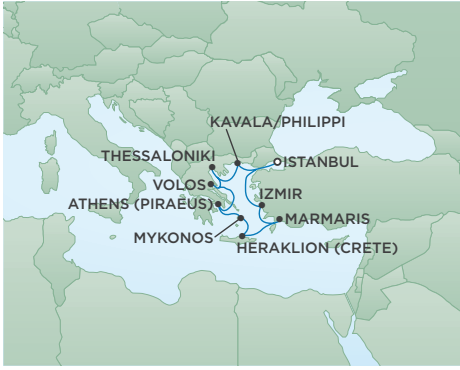 KAVALA/PHILIPPI
THESSALONIKI
ISTANBUL
VOLOS
IZMIR
ATHENS (PIRAEUS)
MARMARIS
MYKONOS
HERAKLION (CRETE)